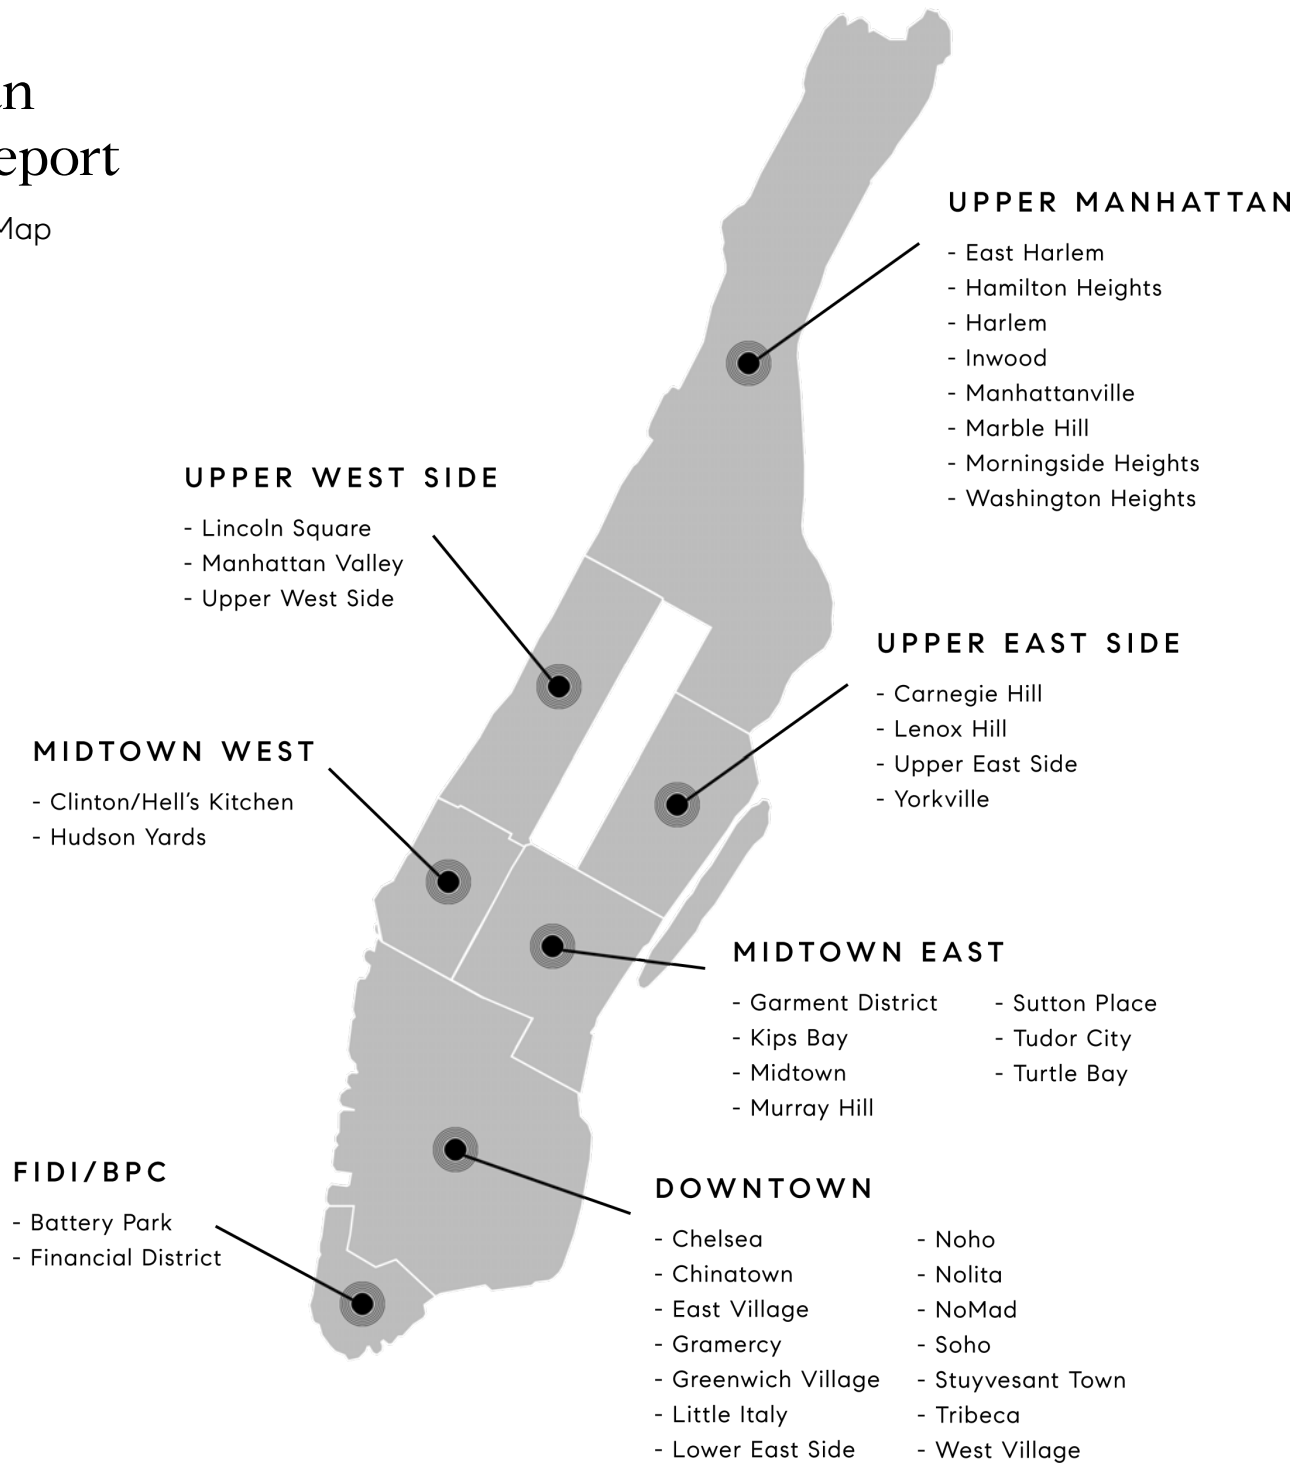 eport
Map
UPPER MANHATTAN
- East Harlem
- Hamilton Heights
- Harlem
- Inwood
- Manhattanville
- Marble Hill
- Morningside Heights
- Washington Heights
UPPER WEST SIDE
- Lincoln Square
- Manhattan Valley
- Upper West Side
UPPER EAST SIDE
- Carnegie Hill
- Lenox Hill
- Upper East Side
- Yorkville
MIDTOWN WEST
- Clinton/Hell’s Kitchen
- Hudson Yards
MIDTOWN EAST
- Garment District
- Kips Bay
- Midtown
- Murray Hill
- Sutton Place
- Tudor City
- Turtle Bay
FIDI/BPC
- Battery Park
- Financial District
DOWNTOWN
- Chelsea
- Chinatown
- East Village
- Gramercy
- Greenwich Village
- Little Italy
- Lower East Side
- Noho
- Nolita
- NoMad
- Soho
- Stuyvesant Town
- Tribeca
- West Village